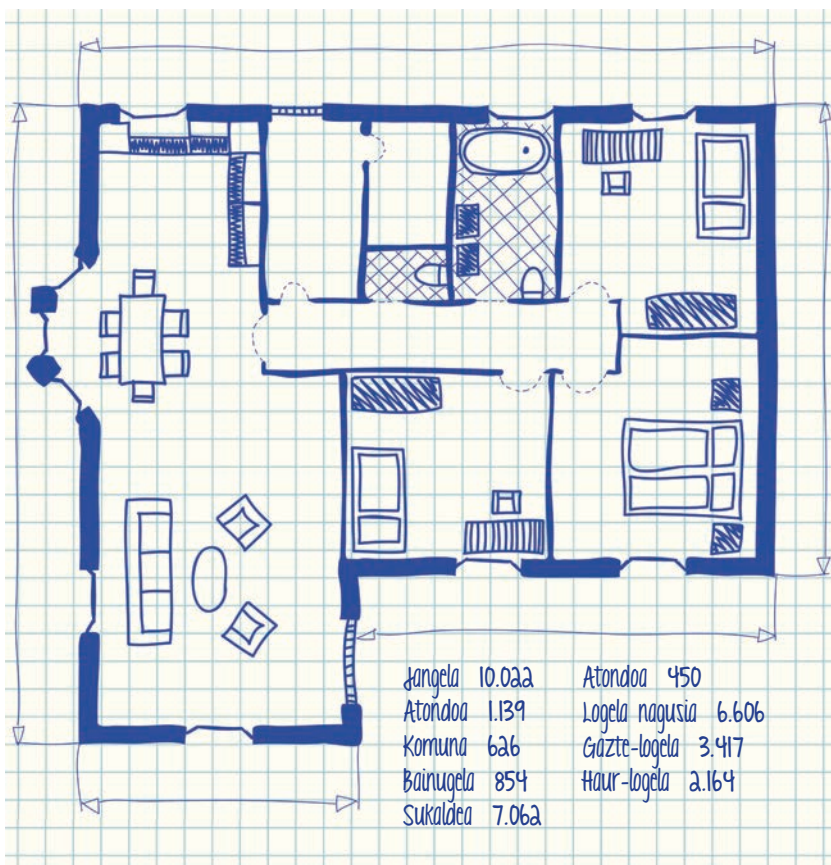 Jangela 10.022
Atondoa 1.139
Komuna 626
Bainugela 854
Sukaldea 7.062
Atondoa 450
Logela nagusia 6.606
Gazte-logela 3.417
Haur-logela 2.164